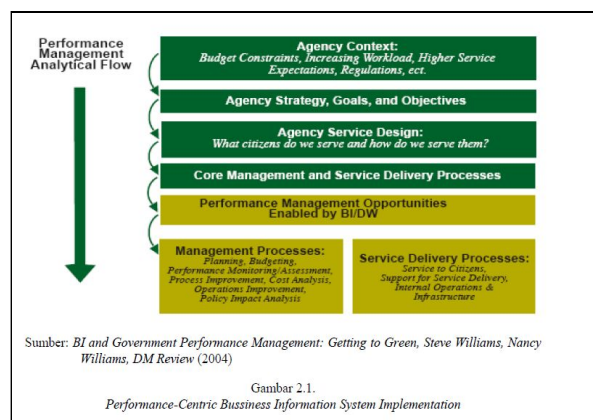 Performance
Management
Analytical Flow
Agency Context:
Budget Constraints, Increasing Workload, Higher Service
Expectations, Regulations, ect.
Agency Strategy, Goals, and Objectives
Agency Service Design:
What citizens do we serve and how do we serve them?
Core Management and Service Delivery Processes
Performance Management Opportunities
Enabled by BI/DW
Management Processes:
Planning, Budgeting,
Performance Monitoring/Assessment,
Process Improvement, Cost Analysis,
Operations Improvement,
Policy Impact Analysis
Service Delivery Processes:
Service to Citizens,
Support for Service Delivery,
Internal Operations &
Infrastructure
Sumber: BI and Government Performance Management: Getting to Green, Steve Williams, Nancy
Williams, DM Review (2004)
Gambar 2.1.
Performance-Centric Bussiness Information System Implementation